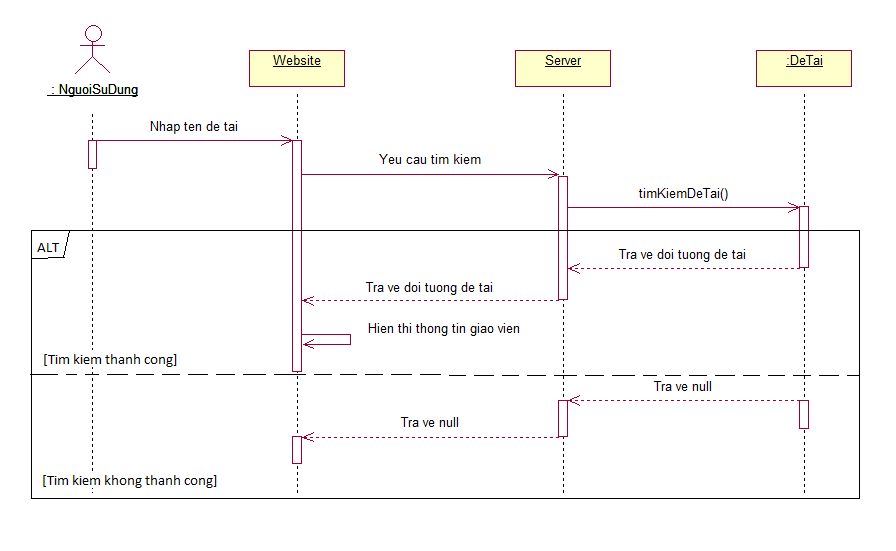 : NguoiSuDung
Website
Server
:DeTai
Nhap ten de tai
Yeu cau tim kiem
timKiemDeTai()
ALT
Tra ve doi tuong de tai
Tra ve doi tuong de tai
Hien thi thong tin giao vien
[Tim kiem thanh cong]
Tra ve null
Tra ve null
[Tim kiem khong thanh cong]